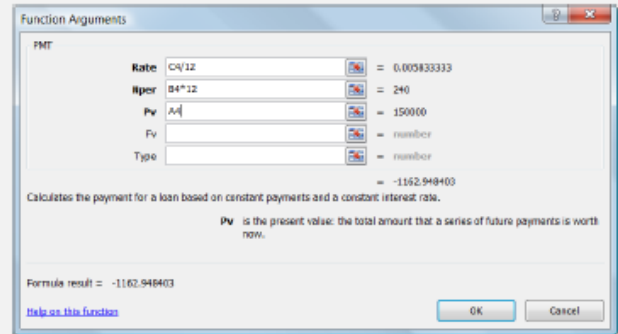 Function Arguments
PMT
Rate C4/12 = 0.005833333
Nper B4*12 = 240
Pv A4 = 150000
Fv = number
Type = number
= -1162.948403
Calculates the payment for a loan based on constant payments and a constant interest rate.
Pv is the present value: the total amount that a series of future payments is worth
now.
Formula result = -1162.948403
Help on this function
OK Cancel